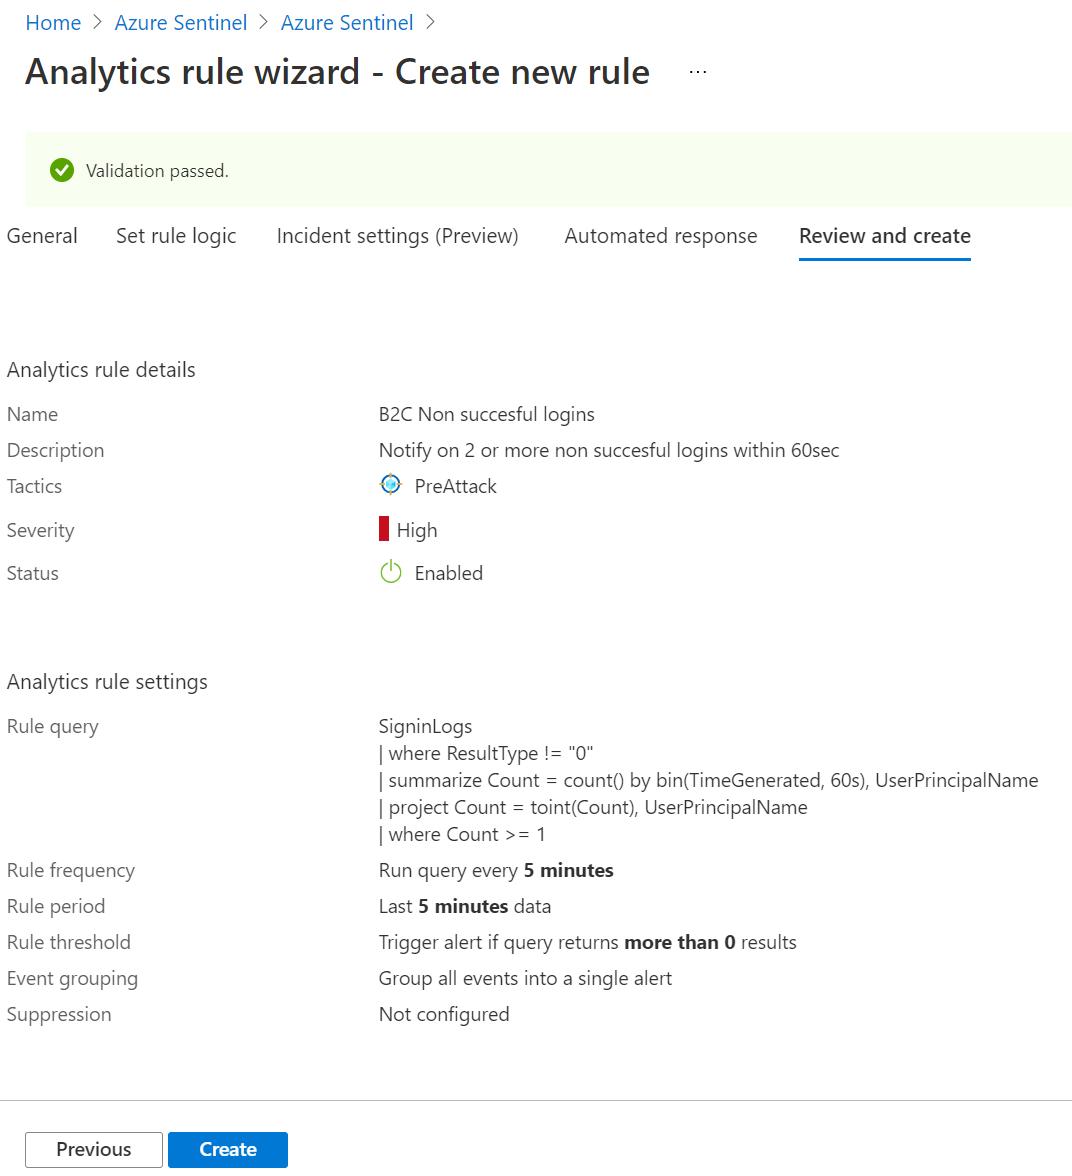 Home > Azure Sentinel > Azure Sentinel >
Analytics rule wizard - Create new rule ...
Validation passed.
General Set rule logic Incident settings (Preview) Automated response Review and create
Analytics rule details
Name B2C Non succesful logins
Description Notify on 2 or more non succesful logins within 60sec
Tactics PreAttack
Severity High
Status Enabled
Analytics rule settings
Rule query SigninLogs
| where ResultType != "0"
| summarize Count = count() by bin(TimeGenerated, 60s), UserPrincipalName
| project Count = toint(Count), UserPrincipalName
| where Count >= 1
Rule frequency Run query every 5 minutes
Rule period Last 5 minutes data
Rule threshold Trigger alert if query returns more than 0 results
Event grouping Group all events into a single alert
Suppression Not configured
Previous Create